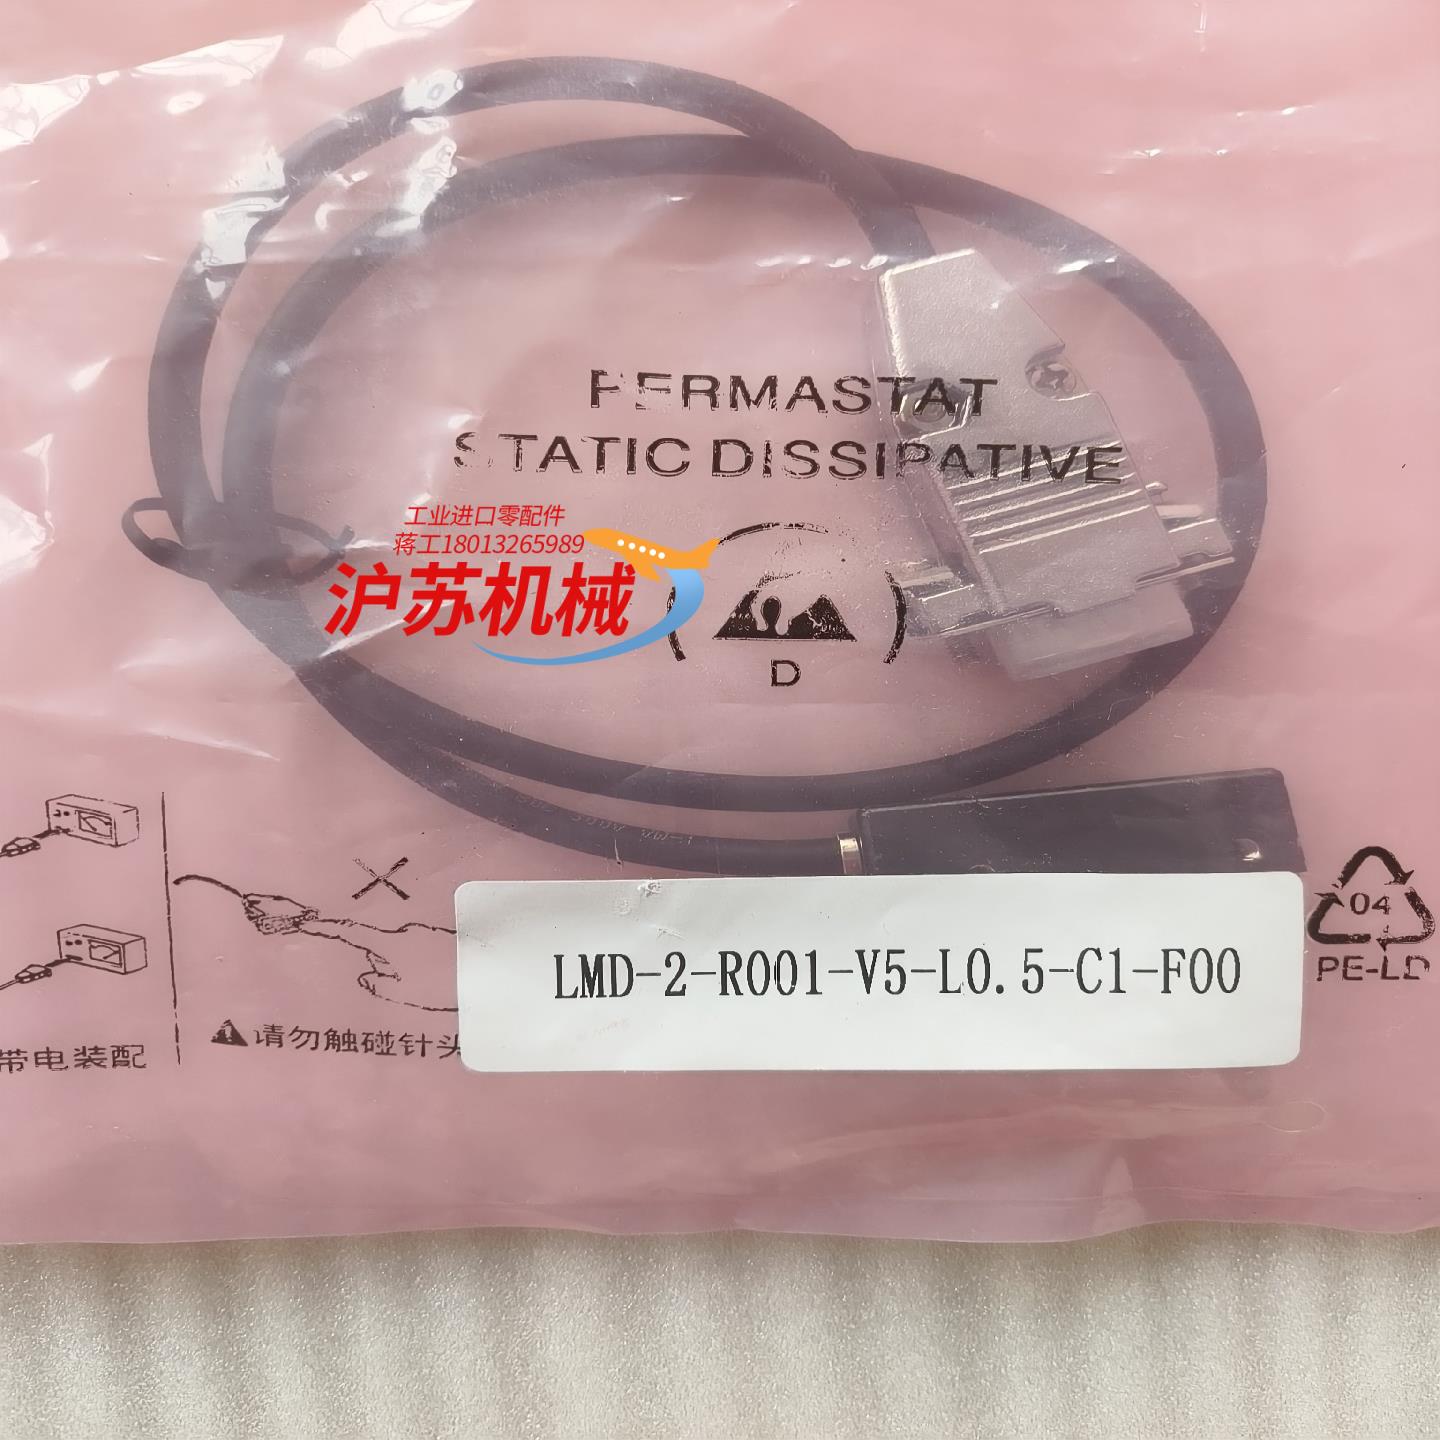 PERMASTAT
STATIC DISSIPATIVE
工业进口零配件
蒋工18013265989
沪苏机械
D
04
PE-LD
LMD-2-R001-V5-L0.5-C1-F00
请勿触碰针头
带电装配